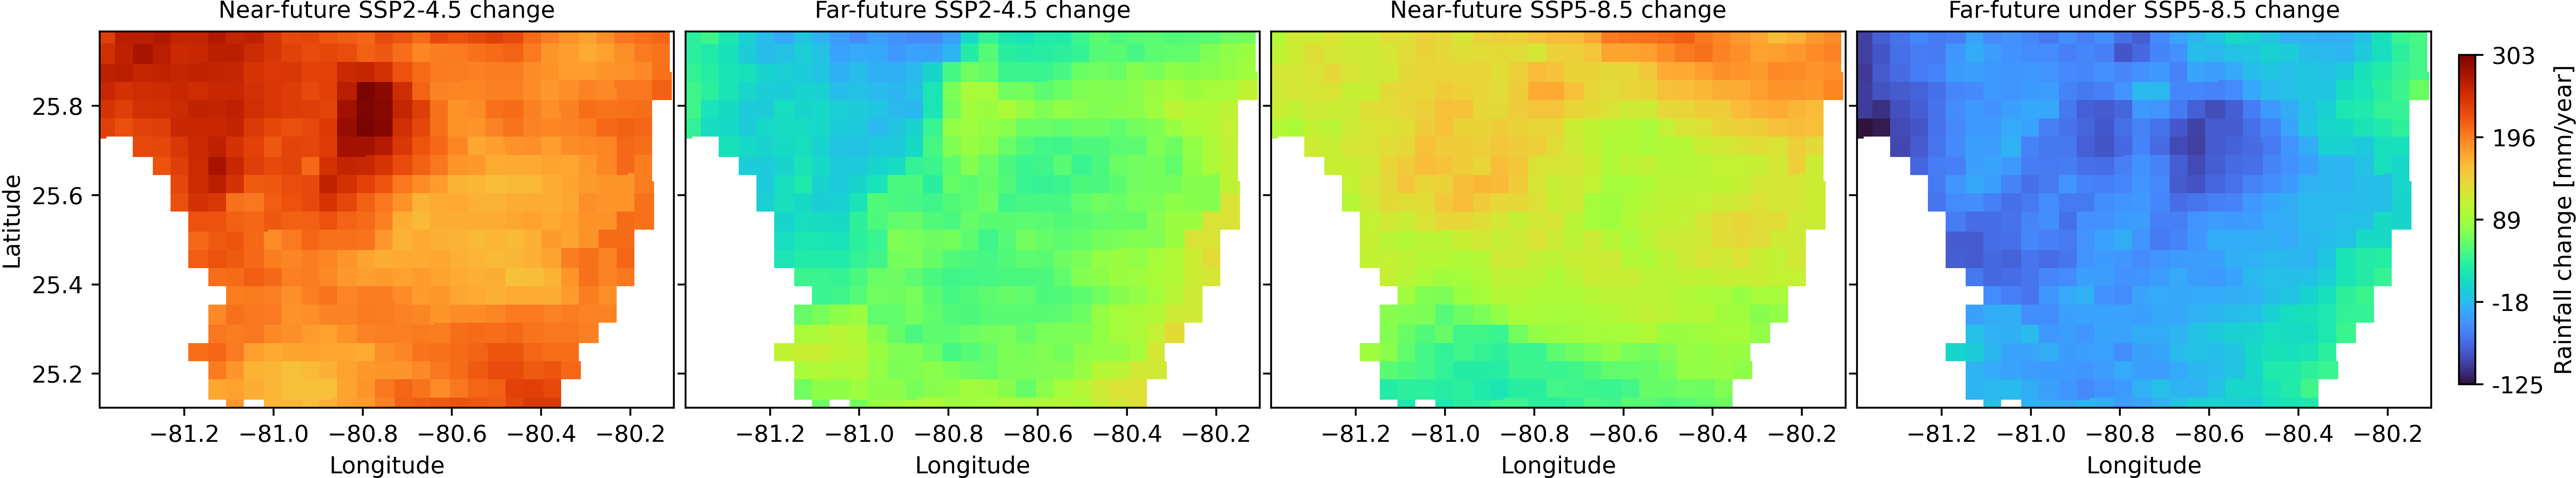 Near-future SSP2-4.5 change
Far-future SSP2-4.5 change
Near-future SSP5-8.5 change
Far-future under SSP5-8.5 change
Latitude
25.8
25.6
25.4
25.2
−81.2 −81.0 −80.8 −80.6 −80.4 −80.2
−81.2 −81.0 −80.8 −80.6 −80.4 −80.2
−81.2 −81.0 −80.8 −80.6 −80.4 −80.2
−81.2 −81.0 −80.8 −80.6 −80.4 −80.2
Longitude
Longitude
Longitude
Longitude
303
196
89
-18
-125
Rainfall change [mm/year]